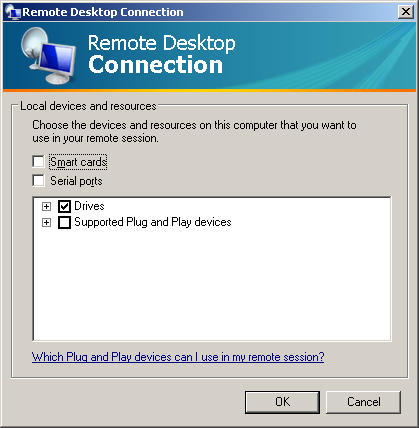 Remote Desktop Connection
Remote Desktop
Connection
Local devices and resources
Choose the devices and resources on this computer that you want to
use in your remote session.
Smart cards
Serial ports
Drives
Supported Plug and Play devices
Which Plug and Play devices can I use in my remote session?
OK
Cancel